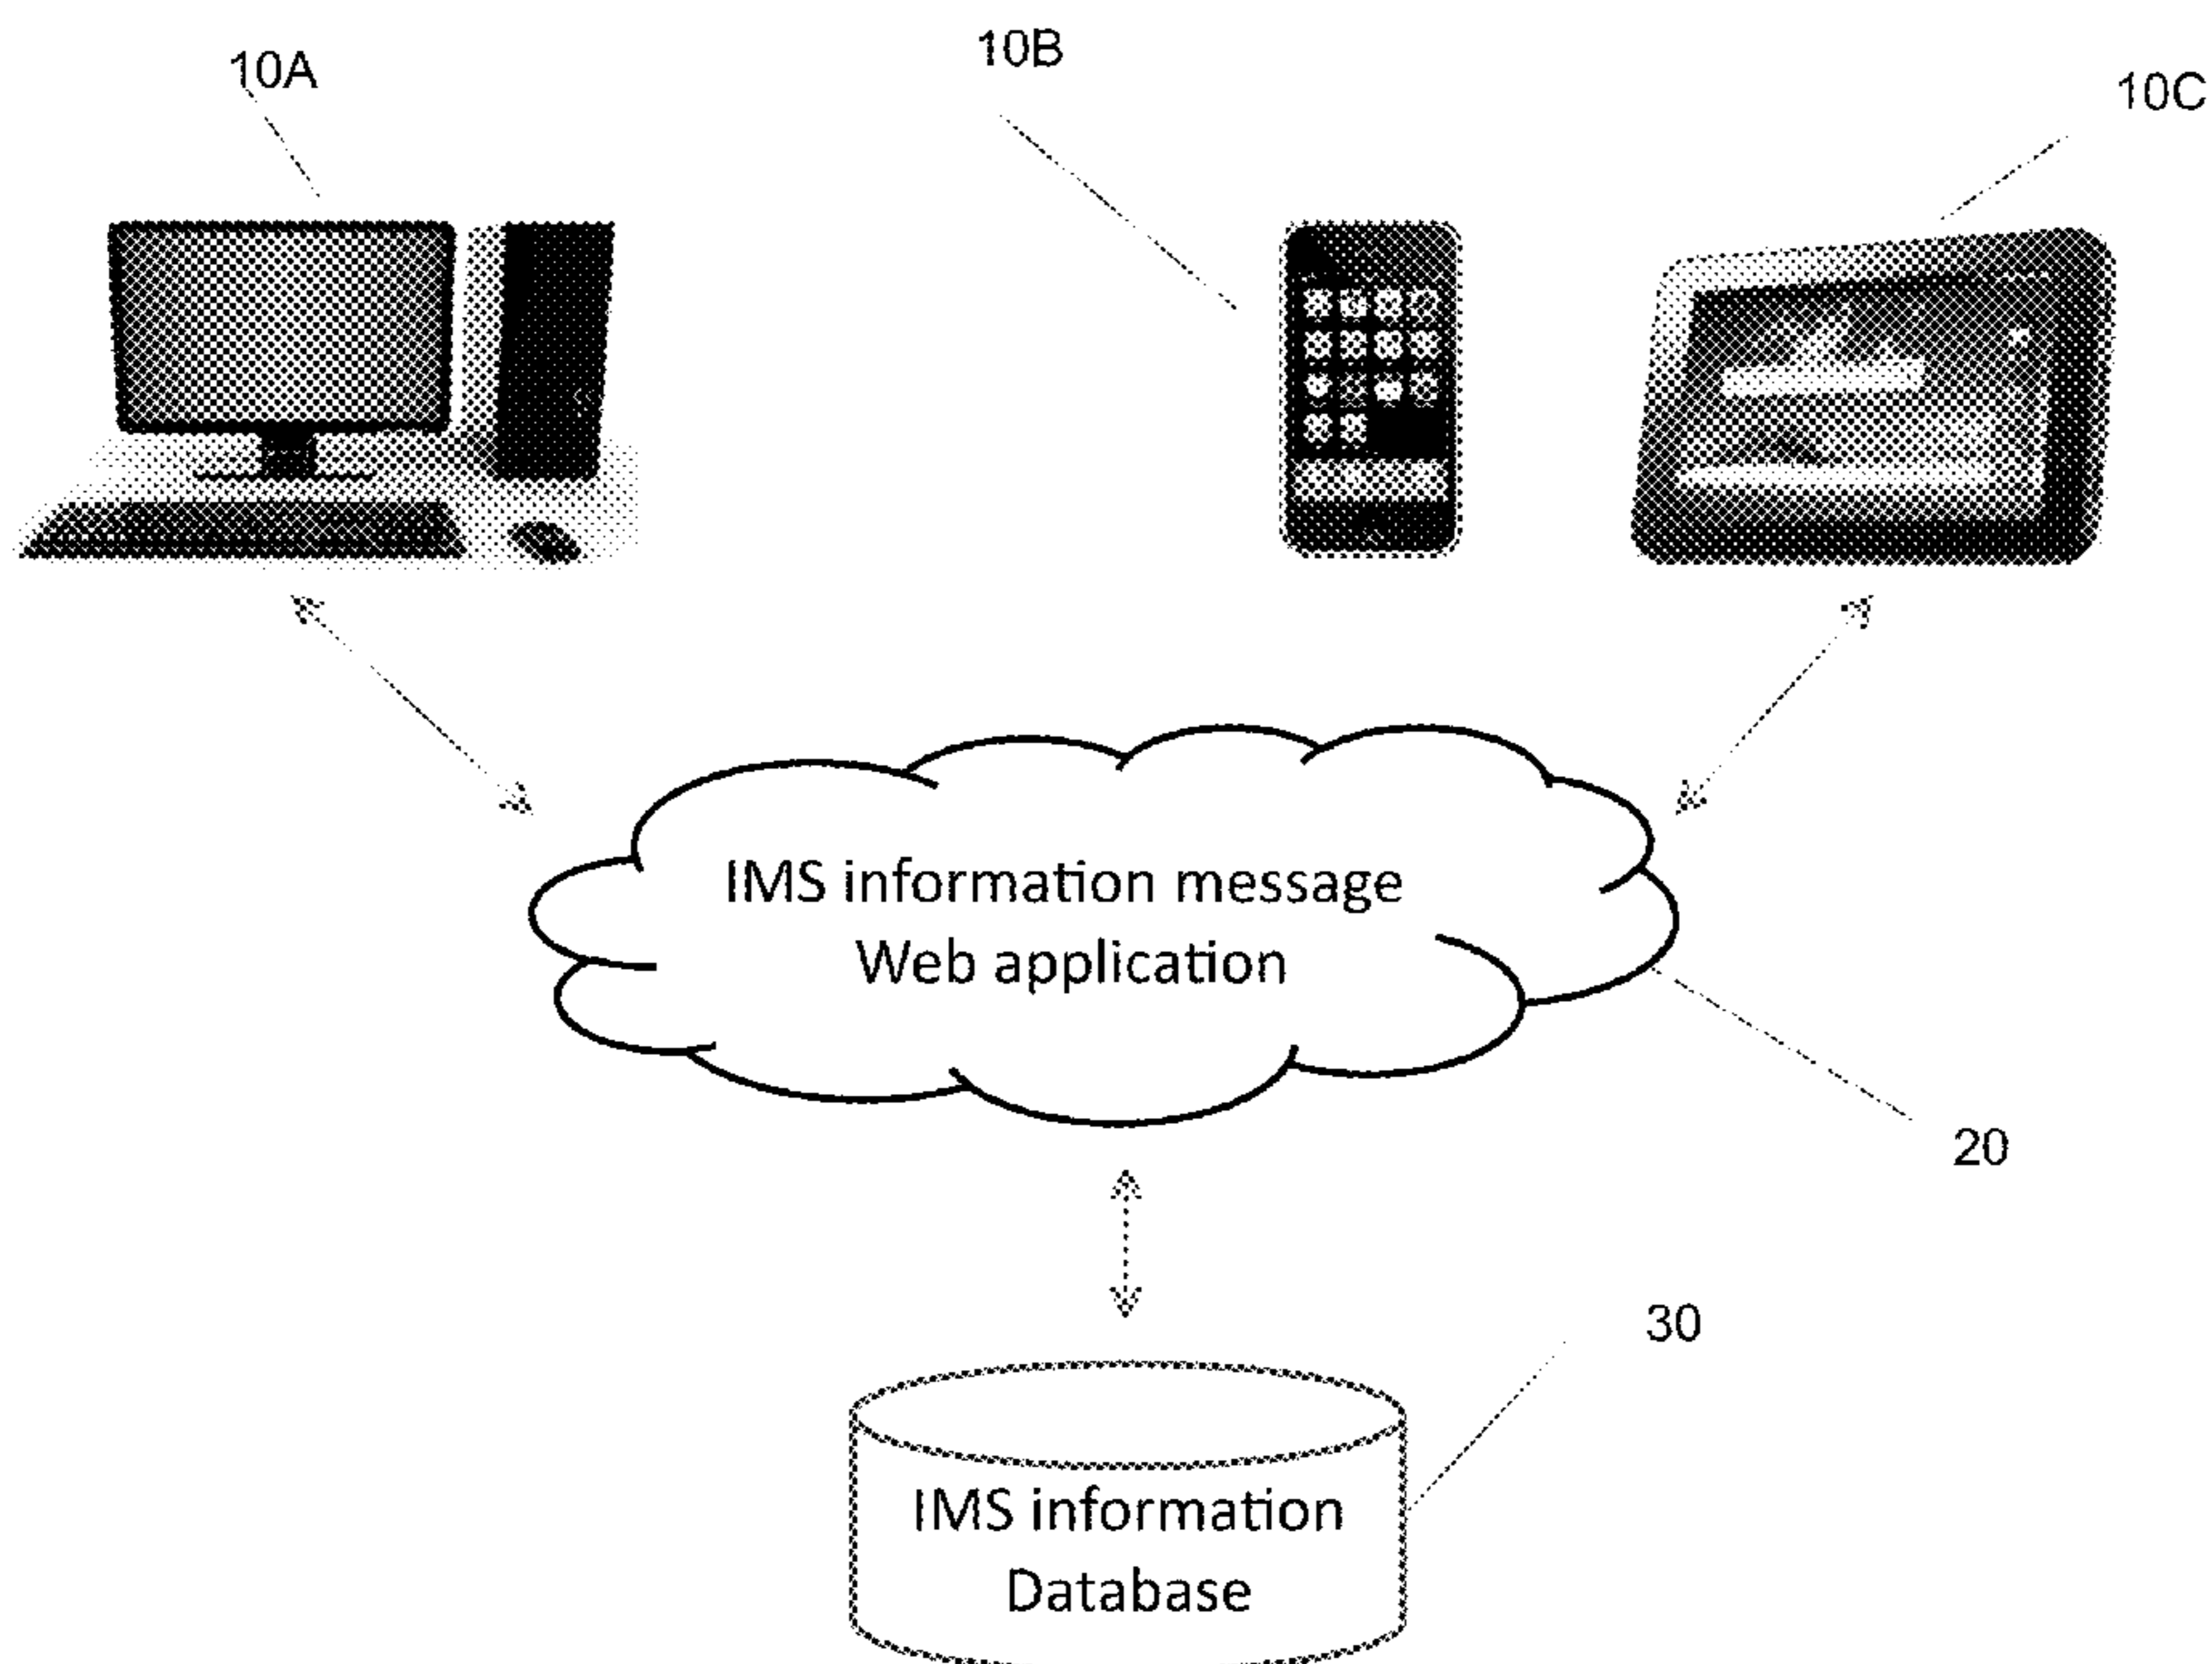 10A
10B
10C
IMS information message
Web application
20
30
IMS information
Database